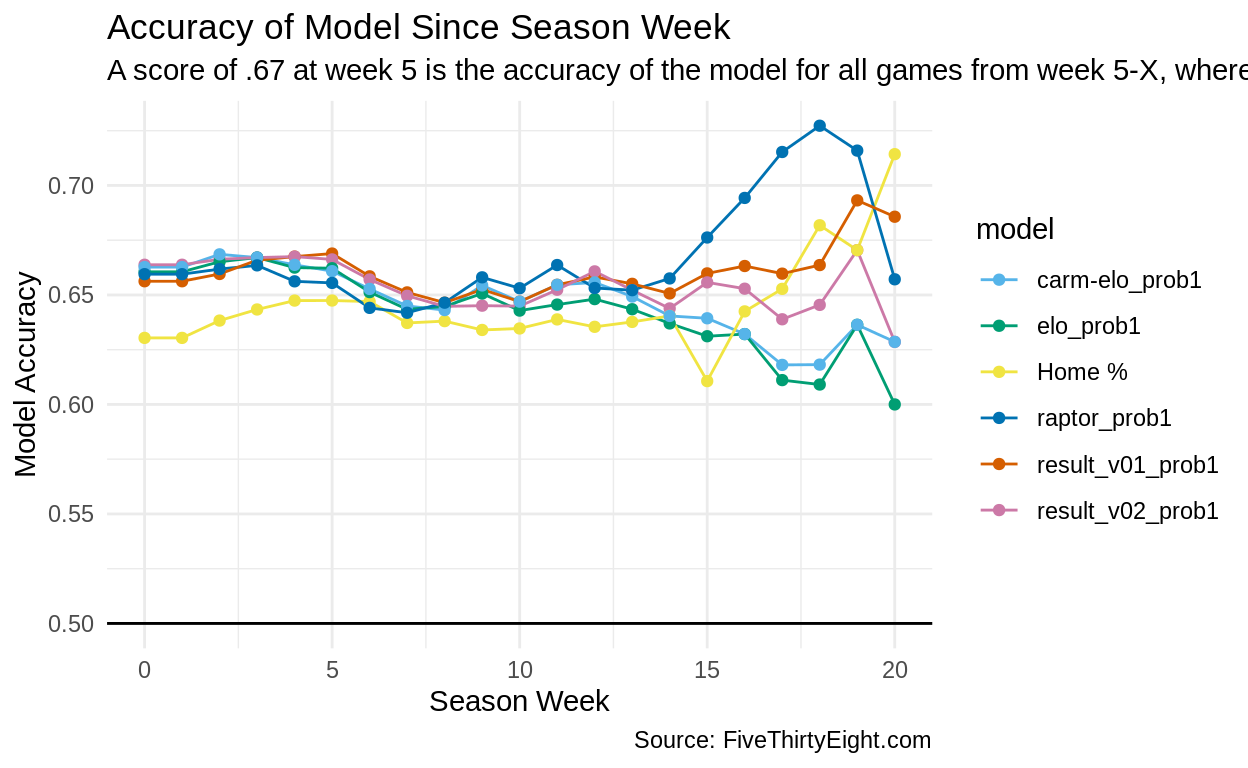 Accuracy of Model Since Season Week
A score of .67 at week 5 is the accuracy of the model for all games from week 5-X, where
Model Accuracy
0.70
0.65
0.60
0.55
0.50
0
5
10
15
20
Season Week
model
carm-elo_prob1
elo_prob1
Home %
raptor_prob1
result_v01_prob1
result_v02_prob1
Source: FiveThirtyEight.com